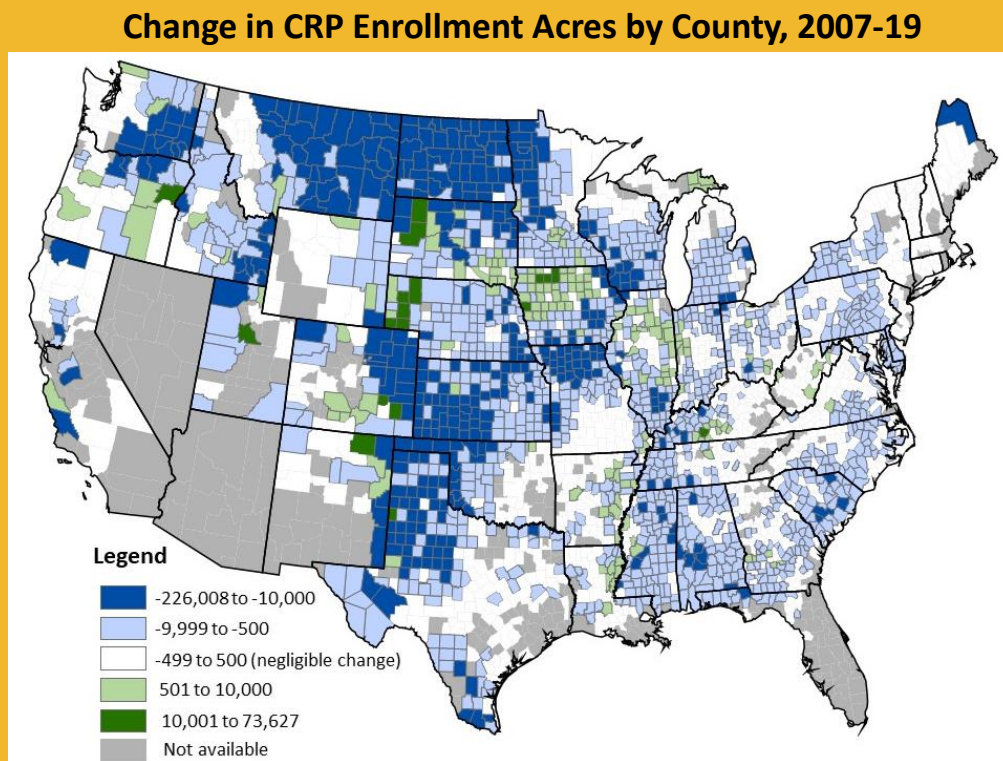 Change in CRP Enrollment Acres by County, 2007-19
Legend
-226,008 to -10,000
-9,999 to -500
-499 to 500 (negligible change)
501 to 10,000
10,001 to 73,627
Not available